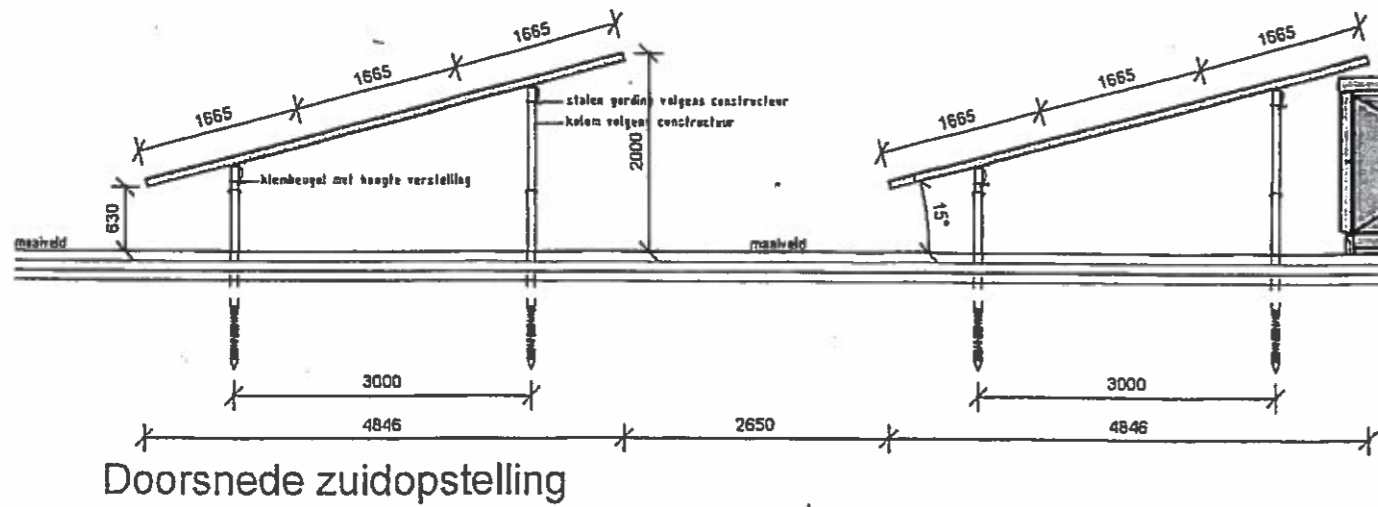 1665
1665
1665
1665
1665
1665
stalen gording volgens constructeur
kolom volgens constructeur
2000
klembeugel met hoogte verstelling
630
15°
maaiveld
maaiveld
3000
3000
4846
2650
4846
Doorsnede zuidopstelling